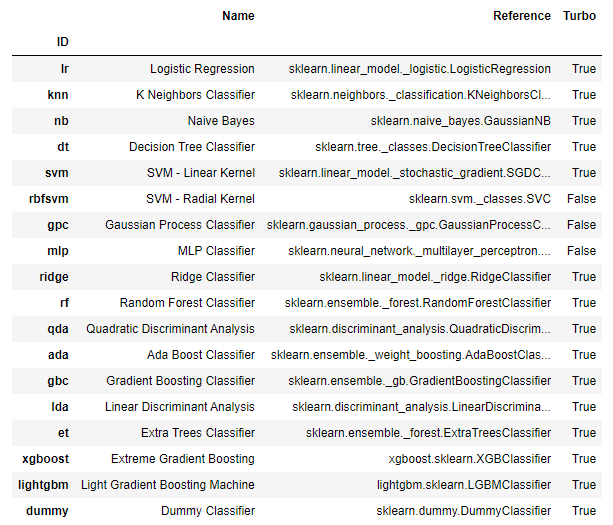 Name Reference Turbo
ID
lr Logistic Regression sklearn.linear_model._logistic.LogisticRegression True
knn K Neighbors Classifier sklearn.neighbors._classification.KNeighborsCl... True
nb Naive Bayes sklearn.naive_bayes.GaussianNB True
dt Decision Tree Classifier sklearn.tree._classes.DecisionTreeClassifier True
svm SVM - Linear Kernel sklearn.linear_model._stochastic_gradient.SGDC... True
rbfsvm SVM - Radial Kernel sklearn.svm._classes.SVC False
gpc Gaussian Process Classifier sklearn.gaussian_process._gpc.GaussianProcessC... False
mlp MLP Classifier sklearn.neural_network._multilayer_perceptron.... False
ridge Ridge Classifier sklearn.linear_model._ridge.RidgeClassifier True
rf Random Forest Classifier sklearn.ensemble._forest.RandomForestClassifier True
qda Quadratic Discriminant Analysis sklearn.discriminant_analysis.QuadraticDiscrim... True
ada Ada Boost Classifier sklearn.ensemble._weight_boosting.AdaBoostClas... True
gbc Gradient Boosting Classifier sklearn.ensemble._gb.GradientBoostingClassifier True
lda Linear Discriminant Analysis sklearn.discriminant_analysis.LinearDiscrimina... True
et Extra Trees Classifier sklearn.ensemble._forest.ExtraTreesClassifier True
xgboost Extreme Gradient Boosting xgboost.sklearn.XGBClassifier True
lightgbm Light Gradient Boosting Machine lightgbm.sklearn.LGBMClassifier True
dummy Dummy Classifier sklearn.dummy.DummyClassifier True